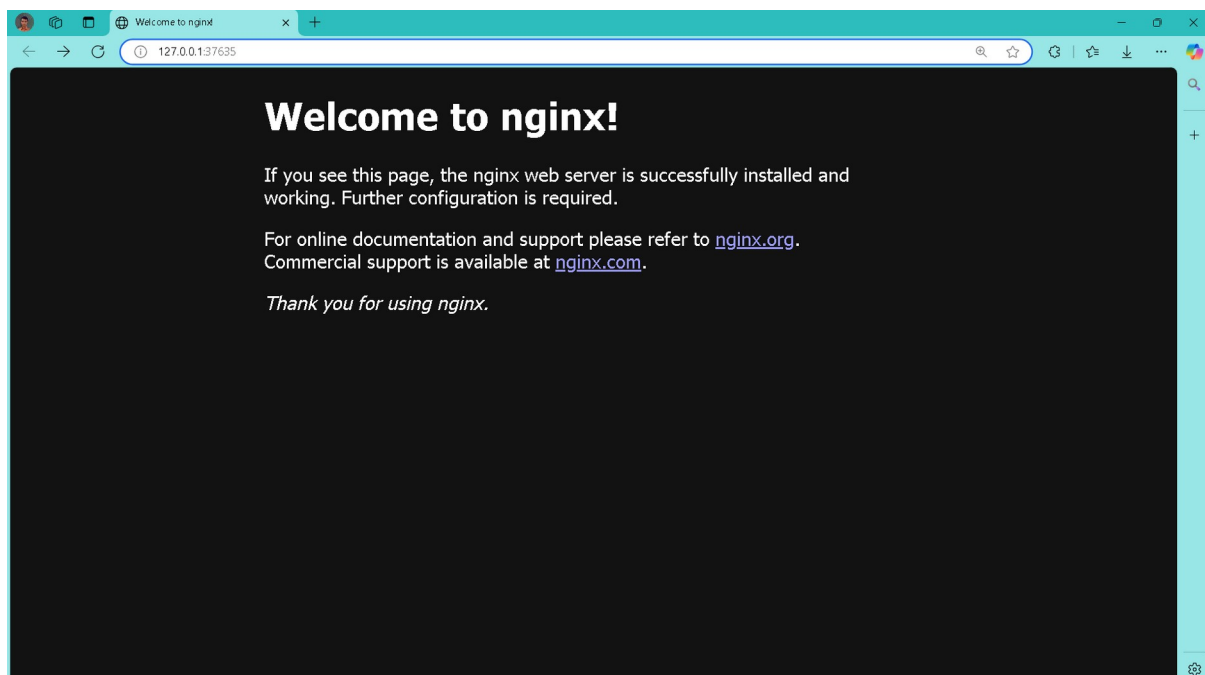 Welcome to nginx!
127.0.0.1:37635
Welcome to nginx!
If you see this page, the nginx web server is successfully installed and
working. Further configuration is required.
For online documentation and support please refer to nginx.org.
Commercial support is available at nginx.com.
Thank you for using nginx.